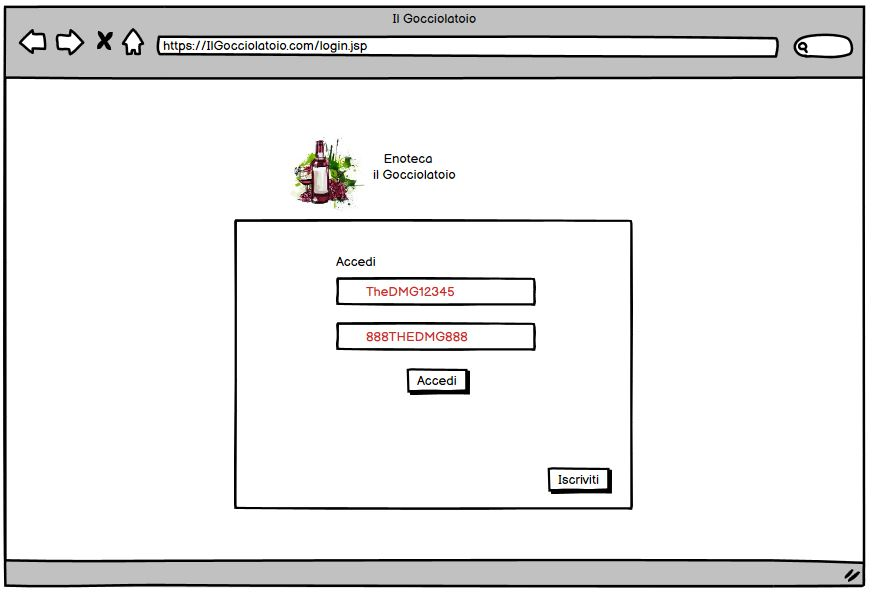 Il Gocciolatoio
https://IlGocciolatoio.com/login.jsp
Enoteca
il Gocciolatoio
Accedi
TheDMG12345
888THEDMG888
Accedi
Iscriviti